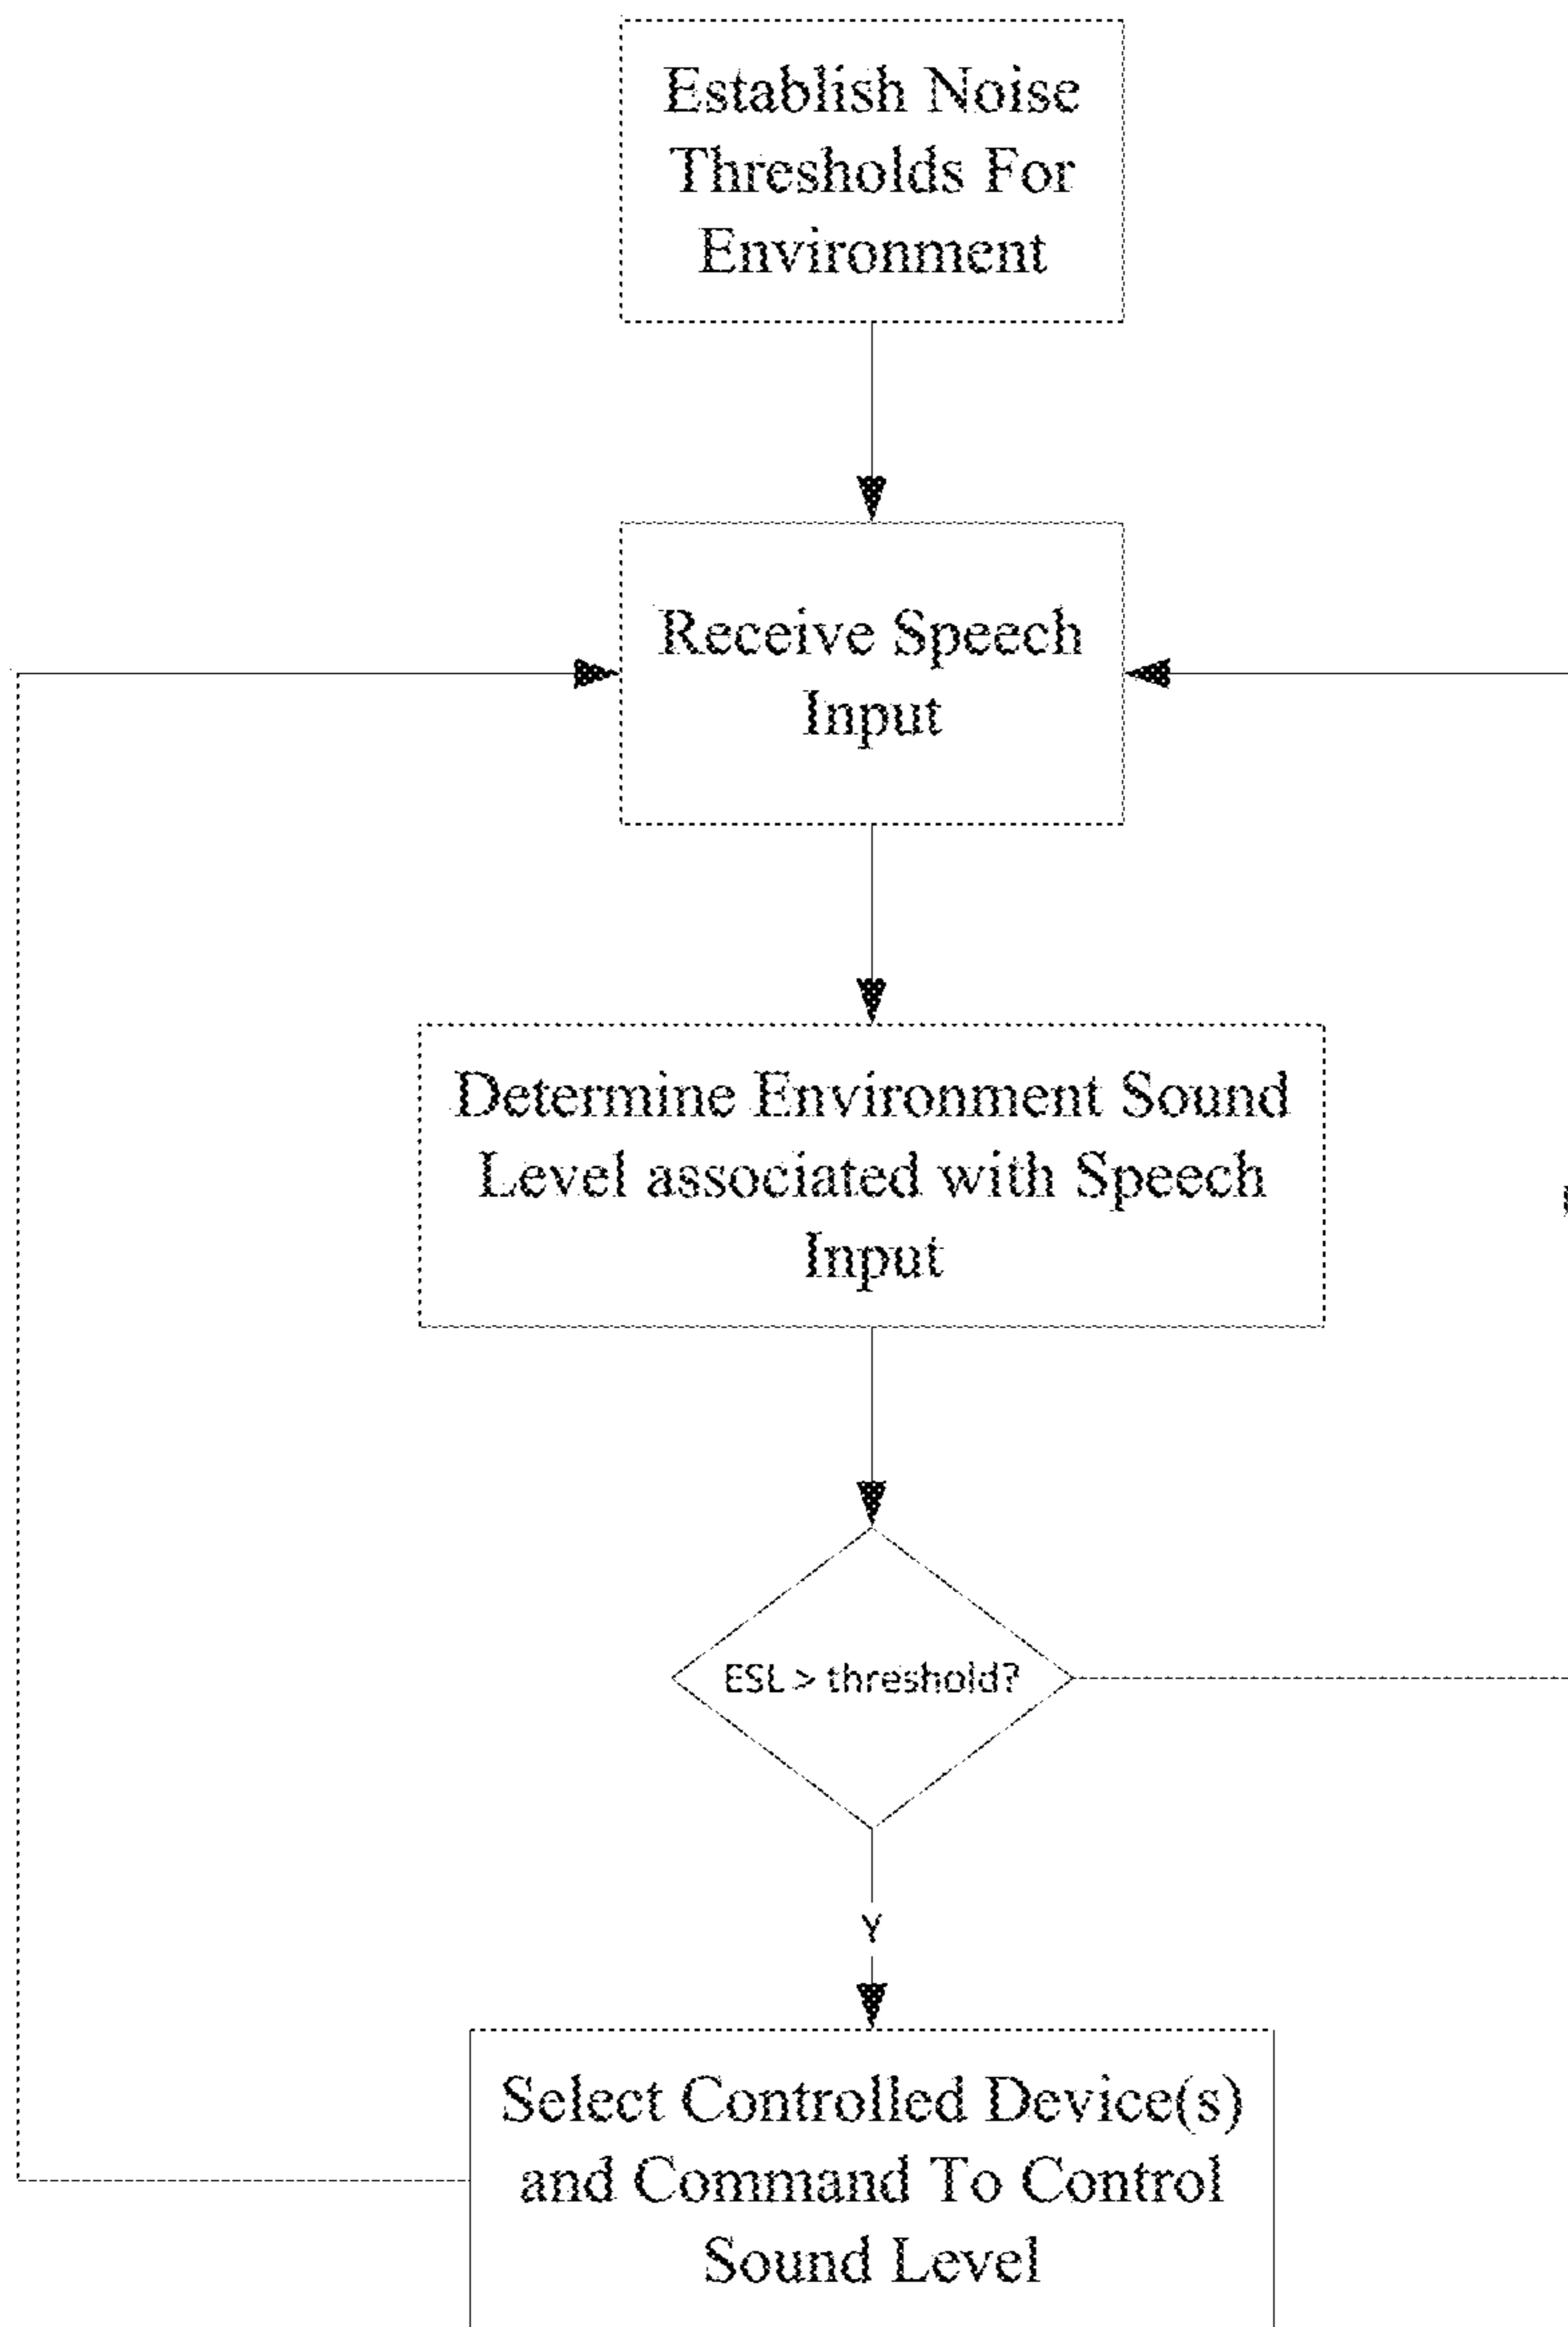 Establish Noise
Thresholds For
Environment
Receive Speech
Input
Determine Environment Sound
Level associated with Speech
Input
ESL > threshold?
Y
Select Controlled Device(s)
and Command To Control
Sound Level